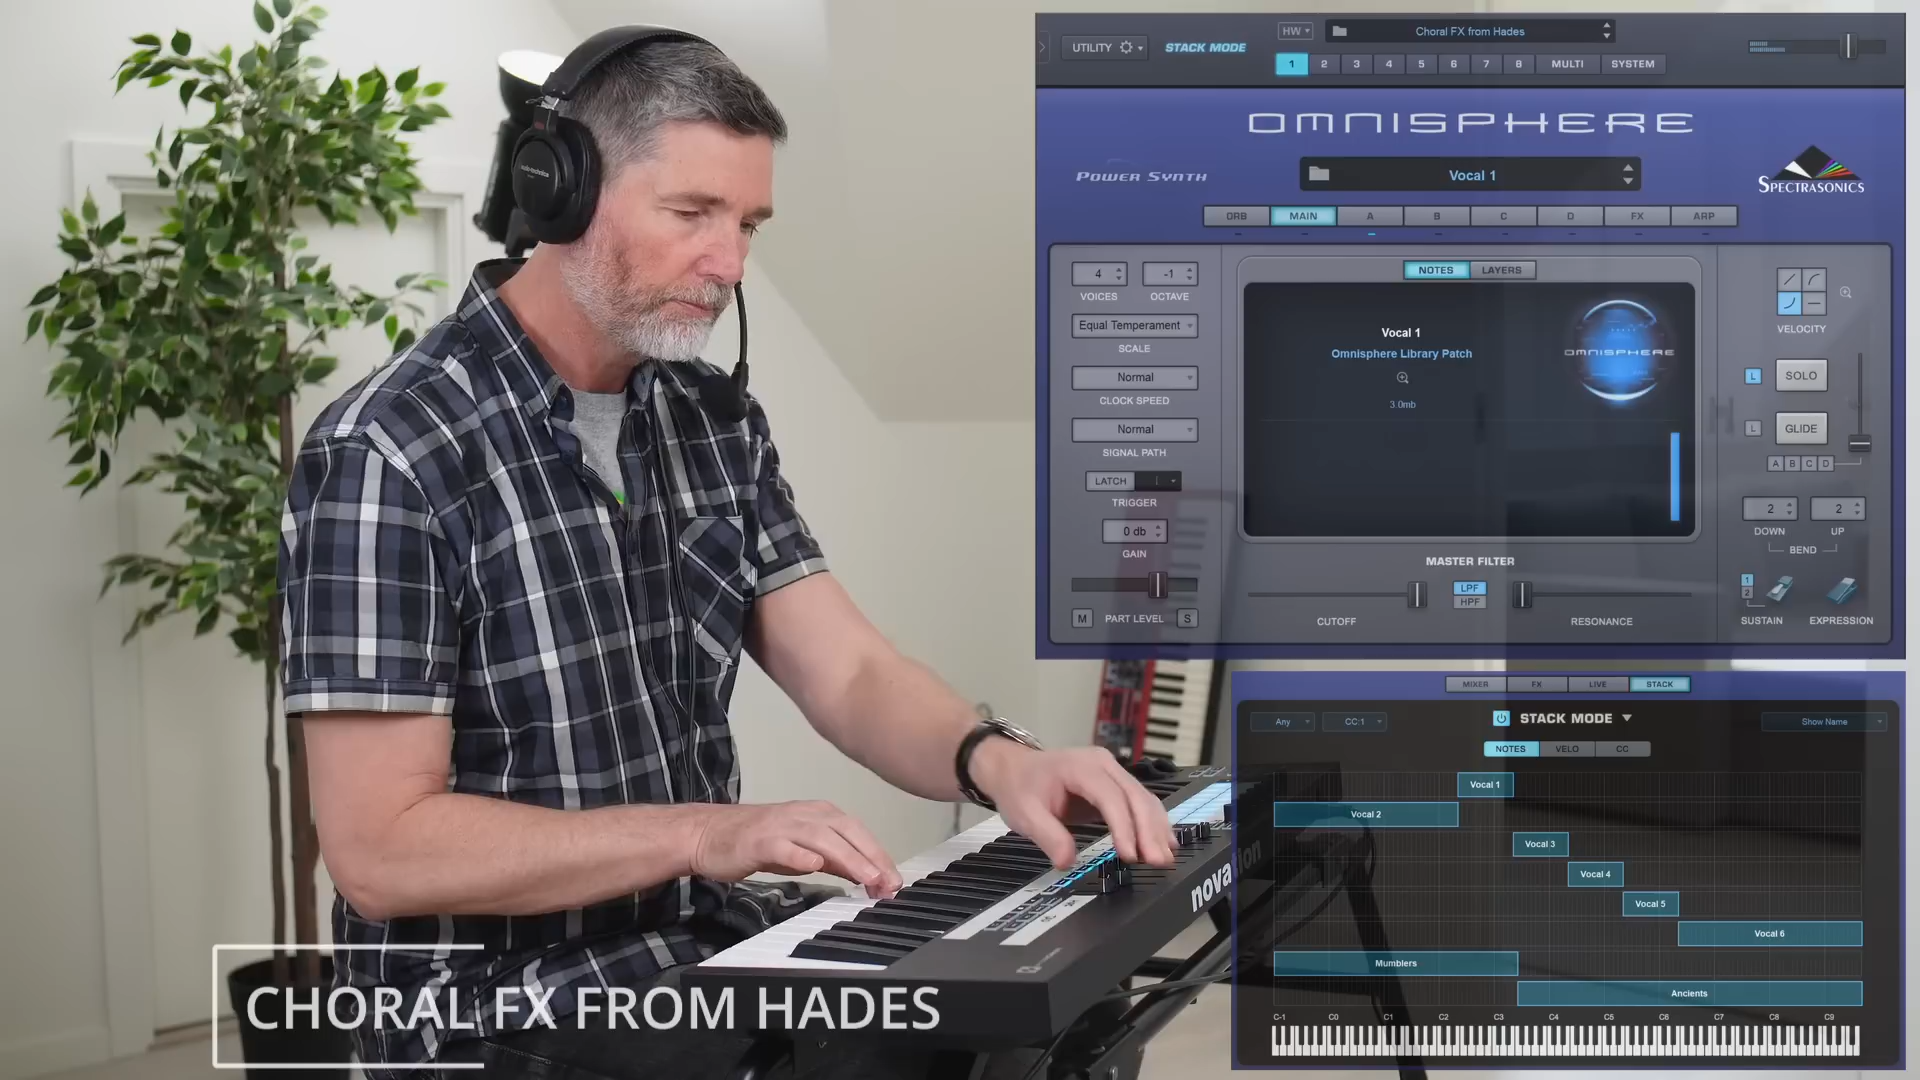 HW
Choral FX from Hades
UTILITY
STACK MODE
1 2 3 4 5 6 7 8 MULTI SYSTEM
OMNISPHERE
POWER SYNTH
Vocal 1
SPECTRASONICS
ORB MAIN A B C D FX ARP
4 -1
VOICES OCTAVE
Equal Temperament
SCALE
Normal
CLOCK SPEED
Normal
SIGNAL PATH
LATCH
TRIGGER
0 db
GAIN
M PART LEVEL S
NOTES LAYERS
Vocal 1
Omnisphere Library Patch
3.0mb
OMNISPHERE
MASTER FILTER
LPF
HPF
CUTOFF
RESONANCE
VELOCITY
L SOLO
L GLIDE
A B C D
2 2
DOWN UP
BEND
1
2
SUSTAIN EXPRESSION
MIXER FX LIVE STACK
Any CC:1 STACK MODE Show Name
NOTES VELO CC
Vocal 1
Vocal 2
Vocal 3
Vocal 4
Vocal 5
Vocal 6
Mumblers
Ancients
C-1 C0 C1 C2 C3 C4 C5 C6 C7 C8 C9
audio-technica
novation
CHORAL FX FROM HADES